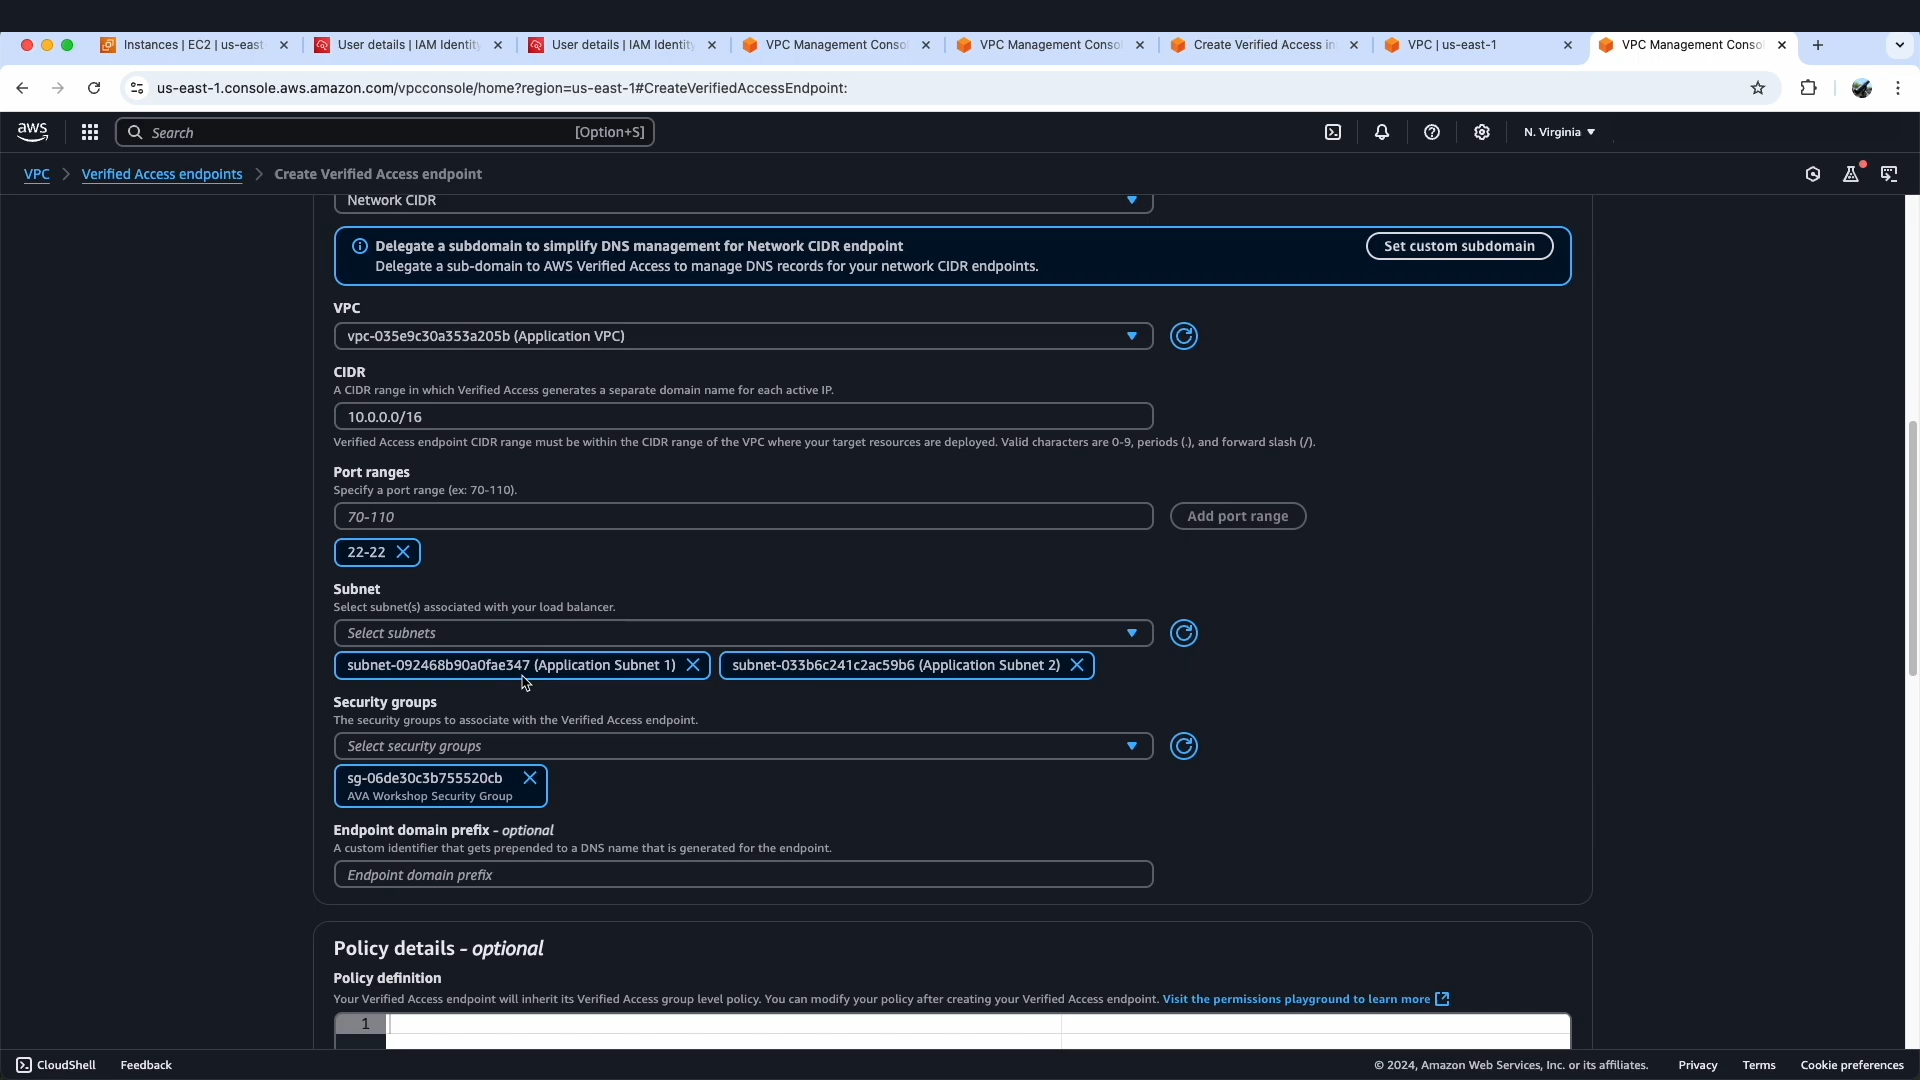 Instances | EC2 | us-east
User details | IAM Identity
User details | IAM Identity
VPC Management Conso
VPC Management Conso
Create Verified Access in
VPC | us-east-1
VPC Management Conso
us-east-1.console.aws.amazon.com/vpcconsole/home?region=us-east-1#CreateVerifiedAccessEndpoint:
aws
Search
[Option+S]
N. Virginia
VPC
Verified Access endpoints
Create Verified Access endpoint
Network CIDR
Delegate a subdomain to simplify DNS management for Network CIDR endpoint
Delegate a sub-domain to AWS Verified Access to manage DNS records for your network CIDR endpoints.
Set custom subdomain
VPC
vpc-035e9c30a353a205b (Application VPC)
CIDR
A CIDR range in which Verified Access generates a separate domain name for each active IP.
10.0.0.0/16
Verified Access endpoint CIDR range must be within the CIDR range of the VPC where your target resources are deployed. Valid characters are 0-9, periods (.), and forward slash (/).
Port ranges
Specify a port range (ex: 70-110).
70-110
Add port range
22-22
Subnet
Select subnet(s) associated with your load balancer.
Select subnets
subnet-092468b90a0fae347 (Application Subnet 1)
subnet-033b6c241c2ac59b6 (Application Subnet 2)
Security groups
The security groups to associate with the Verified Access endpoint.
Select security groups
sg-06de30c3b755520cb
AVA Workshop Security Group
Endpoint domain prefix - optional
A custom identifier that gets prepended to a DNS name that is generated for the endpoint.
Endpoint domain prefix
Policy details - optional
Policy definition
Your Verified Access endpoint will inherit its Verified Access group level policy. You can modify your policy after creating your Verified Access endpoint. Visit the permissions playground to learn more
1
CloudShell
Feedback
© 2024, Amazon Web Services, Inc. or its affiliates.
Privacy
Terms
Cookie preferences